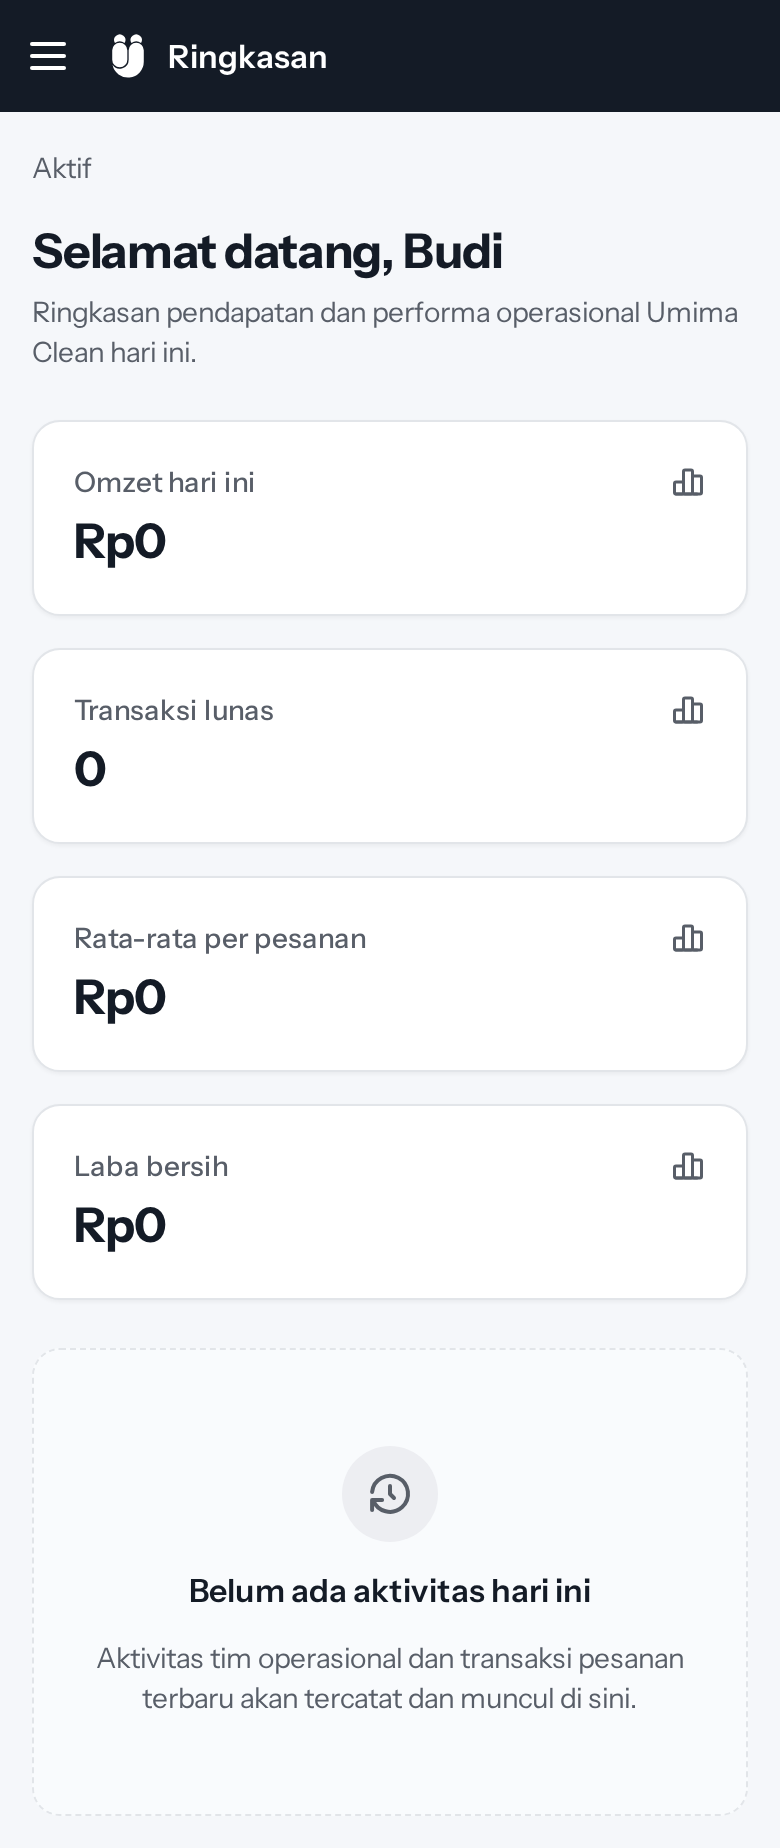 Ringkasan
Aktif
Selamat datang, Budi
Ringkasan pendapatan dan performa operasional Umima
Clean hari ini.
Omzet hari ini
Rp0
Transaksi lunas
0
Rata-rata per pesanan
Rp0
Laba bersih
Rp0
Belum ada aktivitas hari ini
Aktivitas tim operasional dan transaksi pesanan
terbaru akan tercatat dan muncul di sini.